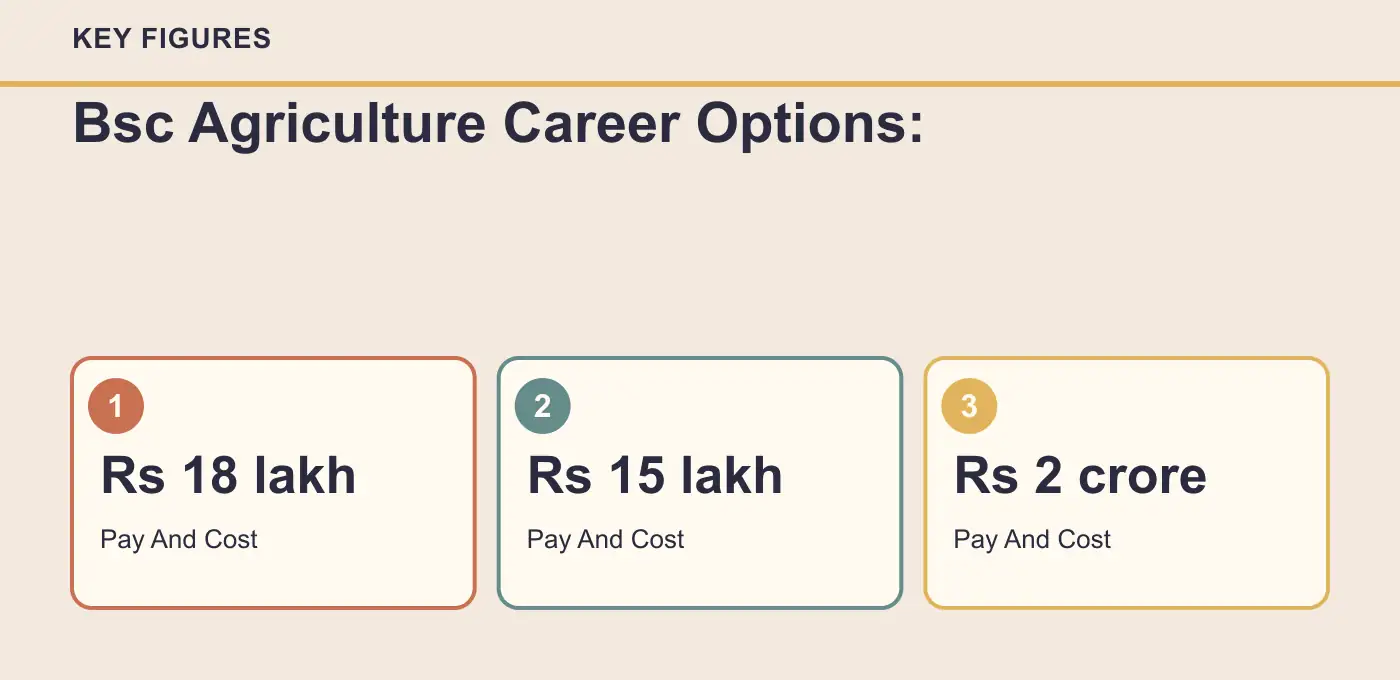 KEY FIGURES
Bsc Agriculture Career Options:
1
Rs 18 lakh
Pay And Cost
2
Rs 15 lakh
Pay And Cost
3
Rs 2 crore
Pay And Cost